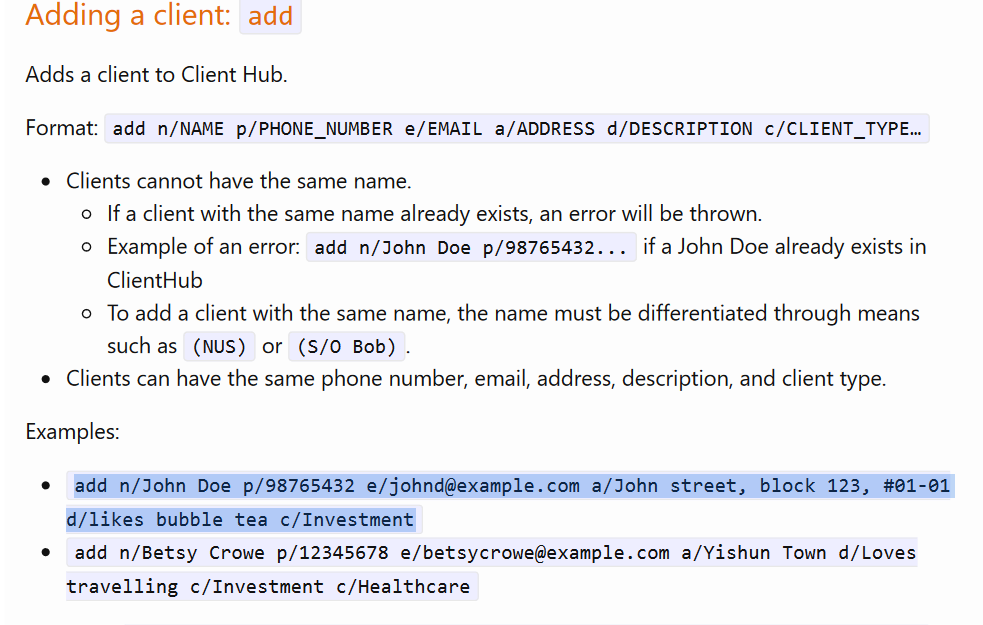 Adding a client: add
Adds a client to Client Hub.
Format: add n/NAME p/PHONE_NUMBER e/EMAIL a/ADDRESS d/DESCRIPTION c/CLIENT_TYPE…
• Clients cannot have the same name.
◦ If a client with the same name already exists, an error will be thrown.
◦ Example of an error: add n/John Doe p/98765432... if a John Doe already exists in
ClientHub
◦ To add a client with the same name, the name must be differentiated through means
such as (NUS) or (S/O Bob).
• Clients can have the same phone number, email, address, description, and client type.
Examples:
• add n/John Doe p/98765432 e/johnd@example.com a/John street, block 123, #01-01
d/likes bubble tea c/Investment
• add n/Betsy Crowe p/12345678 e/betsycrowe@example.com a/Yishun Town d/Loves
travelling c/Investment c/Healthcare